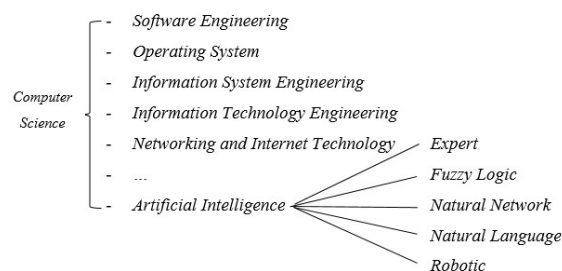 Computer
Science
- Software Engineering
- Operating System
- Information System Engineering
- Information Technology Engineering
- Networking and Internet Technology
- ...
- Artificial Intelligence
Expert
Fuzzy Logic
Natural Network
Natural Language
Robotic